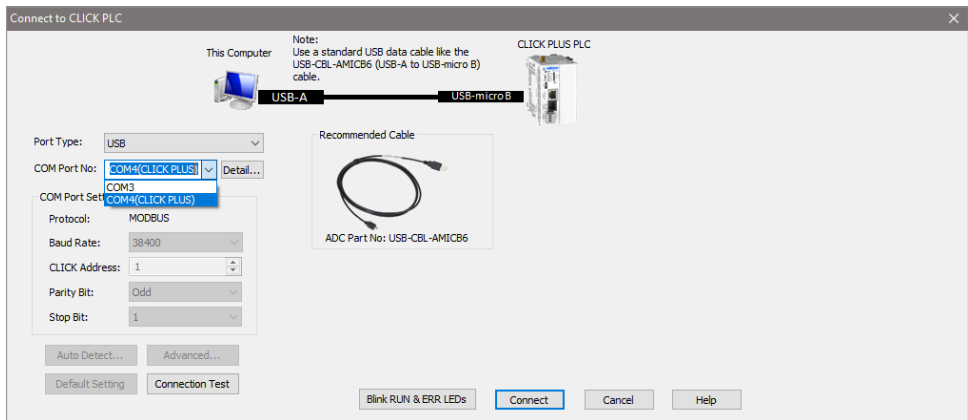 Connect to CLICK PLC
This Computer
Note:
Use a standard USB data cable like the
USB-CBL-AMICB6 (USB-A to USB-micro B)
cable.
CLICK PLUS PLC
USB-A
USB-micro B
Port Type:
USB
COM Port No:
COM4(CLICK PLUS)
Detail...
COM3
COM4(CLICK PLUS)
COM Port Set
Protocol:
MODBUS
Baud Rate:
38400
CLICK Address:
1
Parity Bit:
Odd
Stop Bit:
1
Auto Detect...
Advanced...
Default Setting
Connection Test
Recommended Cable
ADC Part No: USB-CBL-AMICB6
Blink RUN & ERR LEDs
Connect
Cancel
Help